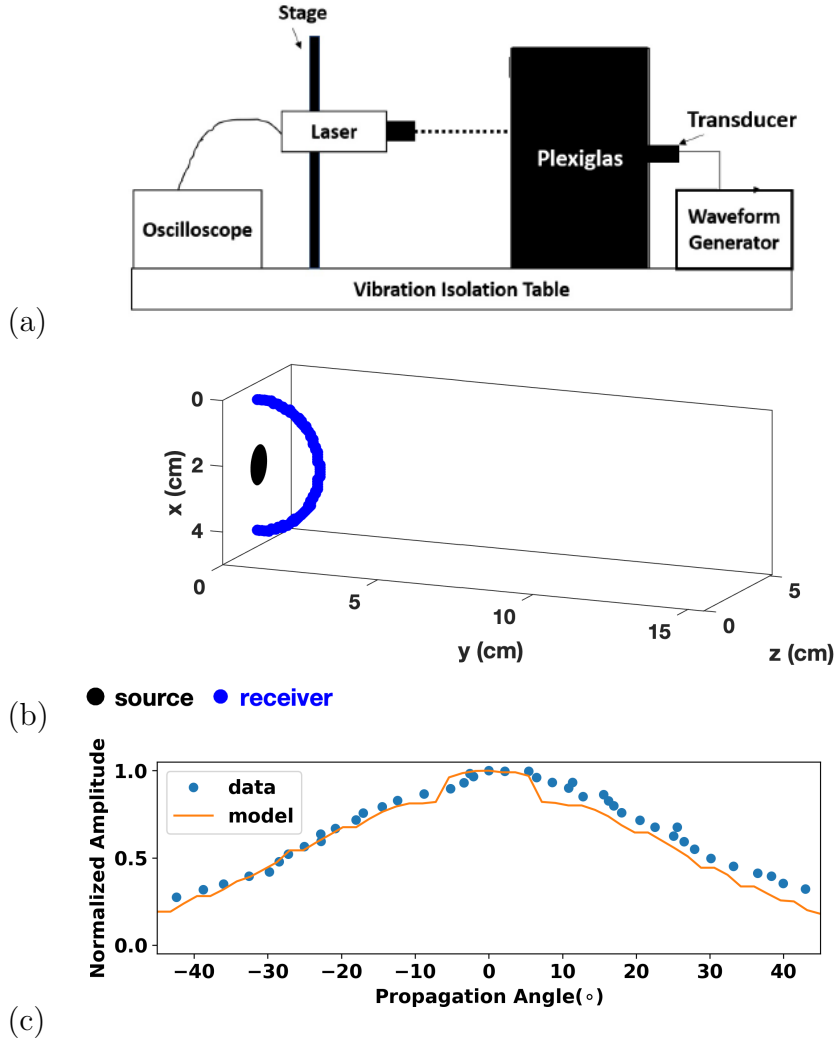 Stage
Laser
Transducer
Plexiglas
Oscilloscope
Waveform
Generator
Vibration Isolation Table
(a)
0
2
4
x (cm)
0
5
10
15
y (cm)
0
5
z (cm)
(b)
source
receiver
Normalized Amplitude
1.0
0.5
0.0
data
model
−40
−30
−20
−10
0
10
20
30
40
Propagation Angle(∘)
(c)